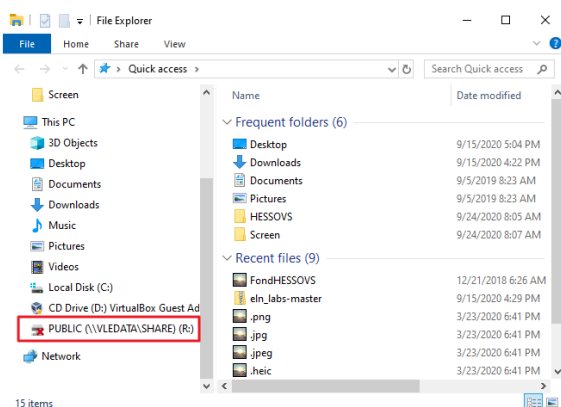 File Explorer
File Home Share View
Quick access
Search Quick access
Screen
This PC
3D Objects
Desktop
Documents
Downloads
Music
Pictures
Videos
Local Disk (C:)
CD Drive (D:) VirtualBox Guest Ad
PUBLIC (\\VLEDATA\SHARE) (R:)
Network
Name Date modified
Frequent folders (6)
Desktop 9/15/2020 5:04 PM
Downloads 9/15/2020 4:22 PM
Documents 9/5/2019 8:23 AM
Pictures 9/5/2019 8:23 AM
HESSOVS 9/24/2020 8:05 AM
Screen 9/24/2020 8:07 AM
Recent files (9)
FondHESSOVS 12/21/2018 6:26 AM
eln_labs-master 9/15/2020 4:29 PM
.png 3/23/2020 6:41 PM
.jpg 3/23/2020 6:41 PM
.jpeg 3/23/2020 6:41 PM
.heic 3/23/2020 6:41 PM
15 items